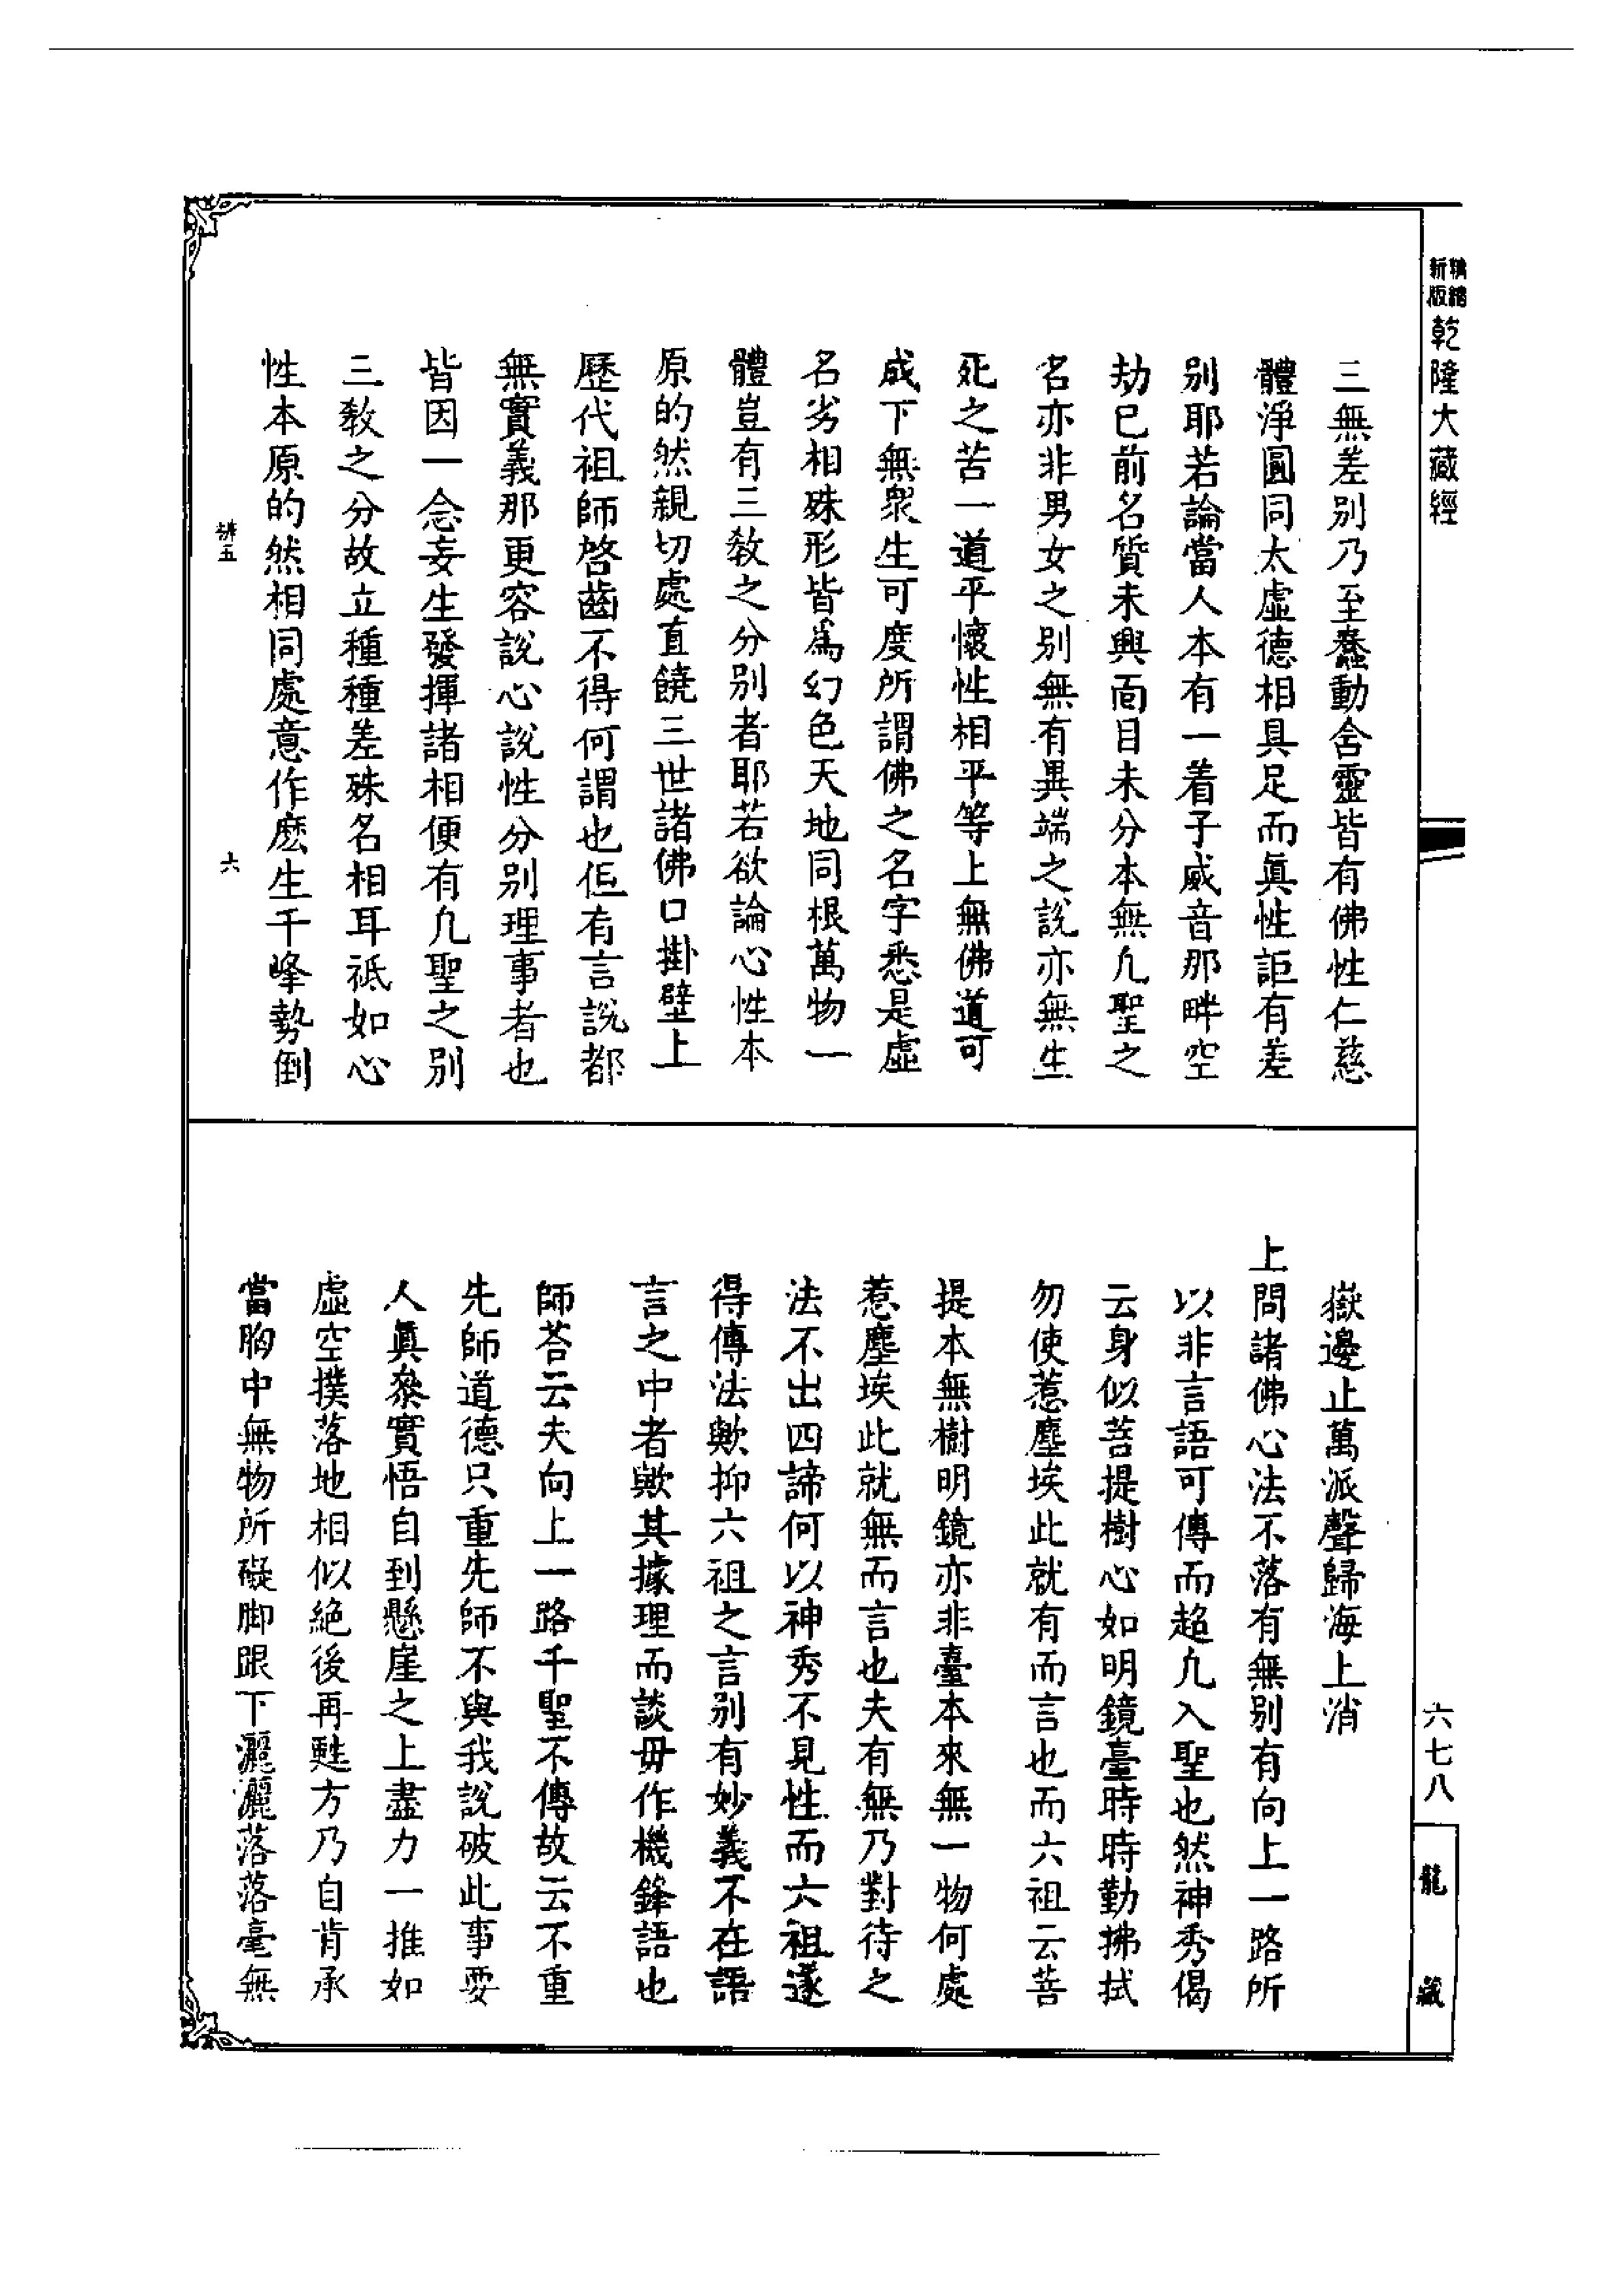 精縮
新版
乾隆大藏經
三無差別乃至蠢動含靈皆有佛性仁慈
體淨圓同太虛德相具足而眞性詎有差
別耶若論當人本有一着子威音那畔空
劫已前名質未興面目未分本無凡聖之
名亦非男女之別無有異端之說亦無生
死之苦一道平懷性相平等上無佛道可
成下無衆生可度所謂佛之名字悉是虛
名劣相殊形皆爲幻色天地同根萬物一
體豈有三教之分別者耶若欲論心性本
原的然親切處直饒三世諸佛口掛壁上
歷代祖師啓齒不得何謂也但有言說都
無實義那更容說心說性分別理事者也
皆因一念妄生發揮諸相便有凡聖之別
三教之分故立種種差殊名相耳祇如心
性本原的然相同處意作麽生千峰勢倒
辨五
六
嶽邊止萬派聲歸海上消
上問諸佛心法不落有無別有向上一路所
以非言語可傳而超凡入聖也然神秀偈
云身似菩提樹心如明鏡臺時時勤拂拭
勿使惹塵埃此就有而言也而六祖云菩
提本無樹明鏡亦非臺本來無一物何處
惹塵埃此就無而言也夫有無乃對待之
法不出四諦何以神秀不見性而六祖遂
得傳法歟抑六祖之言別有妙義不在語
言之中者歟其據理而談毋作機鋒語也
師荅云夫向上一路千聖不傳故云不重
先師道德只重先師不與我說破此事要
人眞叅實悟自到懸崖之上盡力一推如
虛空撲落地相似絕後再甦方乃自肯承
當胸中無物所礙脚跟下灑灑落落毫無
六七八
龍藏